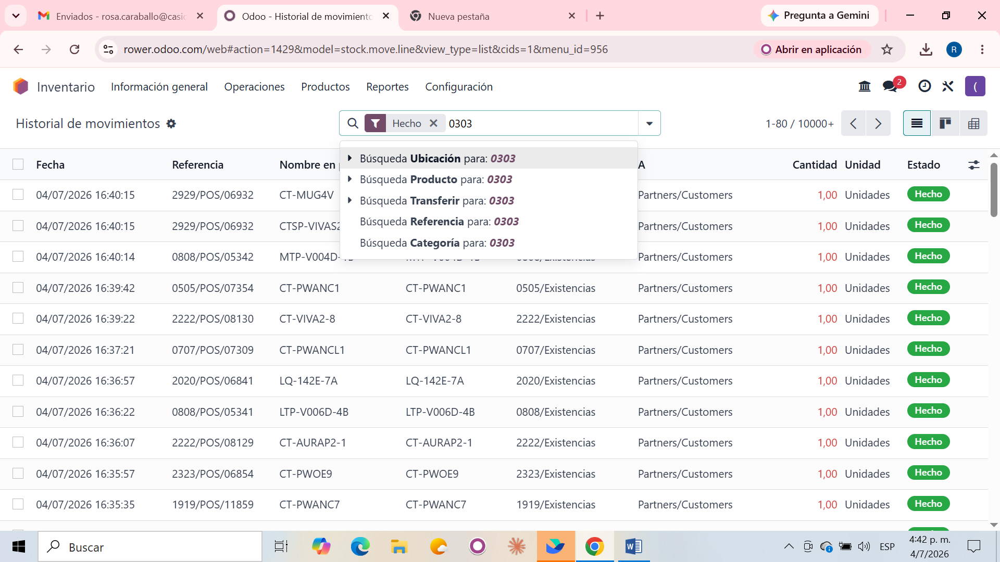 Enviados - rosa.caraballo@casio
Odoo - Historial de movimiento
Nueva pestaña
Pregunta a Gemini
rower.odoo.com/web#action=1429&model=stock.move.line&view_type=list&cids=1&menu_id=956
Abrir en aplicación
R
Inventario
Información general
Operaciones
Productos
Reportes
Configuración
2
(
Historial de movimientos
Hecho
0303
1-80 / 10000+
Búsqueda Ubicación para: 0303
Búsqueda Producto para: 0303
Búsqueda Transferir para: 0303
Búsqueda Referencia para: 0303
Búsqueda Categoría para: 0303
Fecha Referencia Nombre en A Cantidad Unidad Estado
04/07/2026 16:40:15 2929/POS/06932 CT-MUG4V Partners/Customers 1,00 Unidades Hecho
04/07/2026 16:40:15 2929/POS/06932 CTSP-VIVAS2 Partners/Customers 1,00 Unidades Hecho
04/07/2026 16:40:14 0808/POS/05342 MTP-V004D-1B MTP-V004D-1B 0808/Existencias Partners/Customers 1,00 Unidades Hecho
04/07/2026 16:39:42 0505/POS/07354 CT-PWANC1 CT-PWANC1 0505/Existencias Partners/Customers 1,00 Unidades Hecho
04/07/2026 16:39:22 2222/POS/08130 CT-VIVA2-8 CT-VIVA2-8 2222/Existencias Partners/Customers 1,00 Unidades Hecho
04/07/2026 16:37:21 0707/POS/07309 CT-PWANCL1 CT-PWANCL1 0707/Existencias Partners/Customers 1,00 Unidades Hecho
04/07/2026 16:36:57 2020/POS/06841 LQ-142E-7A LQ-142E-7A 2020/Existencias Partners/Customers 1,00 Unidades Hecho
04/07/2026 16:36:22 0808/POS/05341 LTP-V006D-4B LTP-V006D-4B 0808/Existencias Partners/Customers 1,00 Unidades Hecho
04/07/2026 16:36:07 2222/POS/08129 CT-AURAP2-1 CT-AURAP2-1 2222/Existencias Partners/Customers 1,00 Unidades Hecho
04/07/2026 16:35:57 2323/POS/06854 CT-PWOE9 CT-PWOE9 2323/Existencias Partners/Customers 1,00 Unidades Hecho
04/07/2026 16:35:35 1919/POS/11859 CT-PWANC7 CT-PWANC7 1919/Existencias Partners/Customers 1,00 Unidades Hecho
Buscar
ESP
4:42 p. m.
4/7/2026